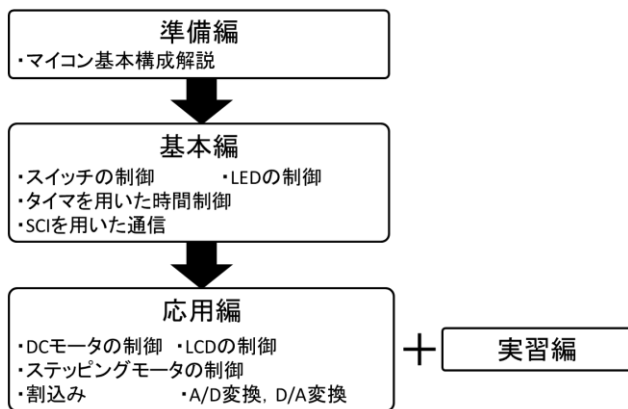 準備編
・マイコン基本構成解説
基本編
・スイッチの制御 ・LEDの制御
・タイマを用いた時間制御
・SCIを用いた通信
応用編
・DCモータの制御 ・LCDの制御
・ステッピングモータの制御
・割込み ・A/D変換, D/A変換
＋
実習編